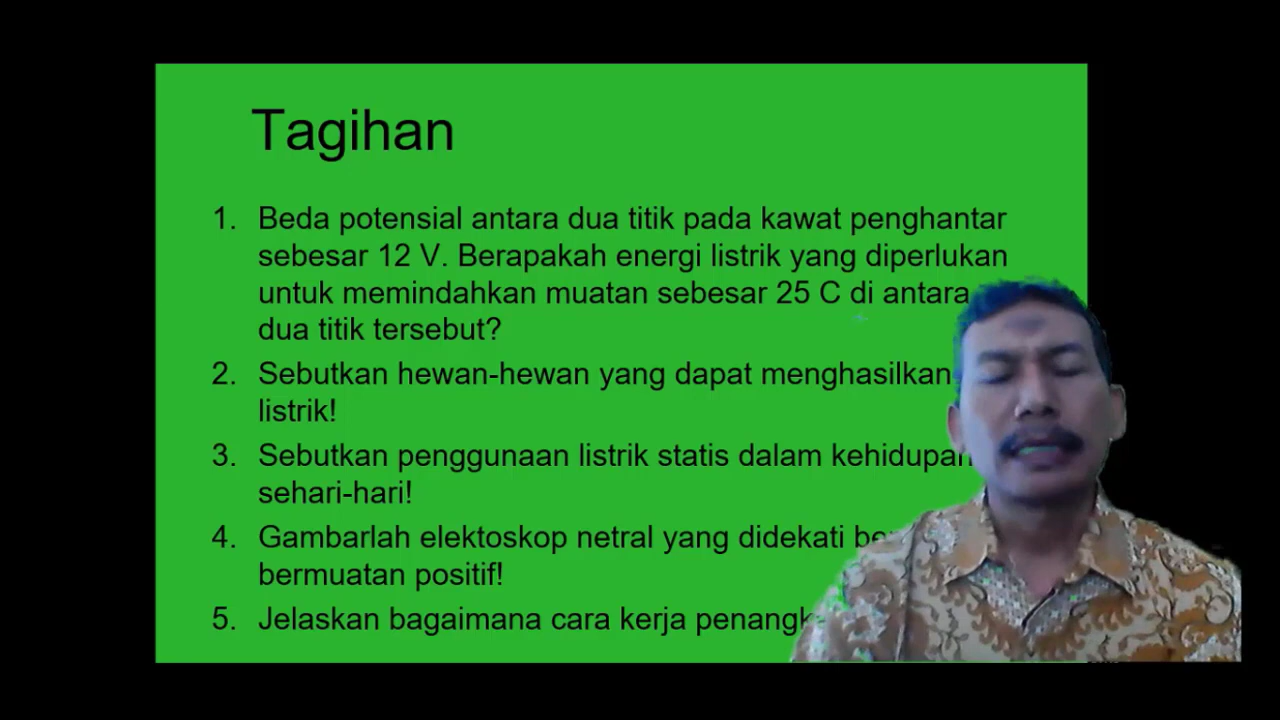 Tagihan
1. Beda potensial antara dua titik pada kawat penghantar
sebesar 12 V. Berapakah energi listrik yang diperlukan
untuk memindahkan muatan sebesar 25 C di antara
dua titik tersebut?
2. Sebutkan hewan-hewan yang dapat menghasilkan
listrik!
3. Sebutkan penggunaan listrik statis dalam kehidupan
sehari-hari!
4. Gambarlah elektoskop netral yang didekati
bermuatan positif!
5. Jelaskan bagaimana cara kerja